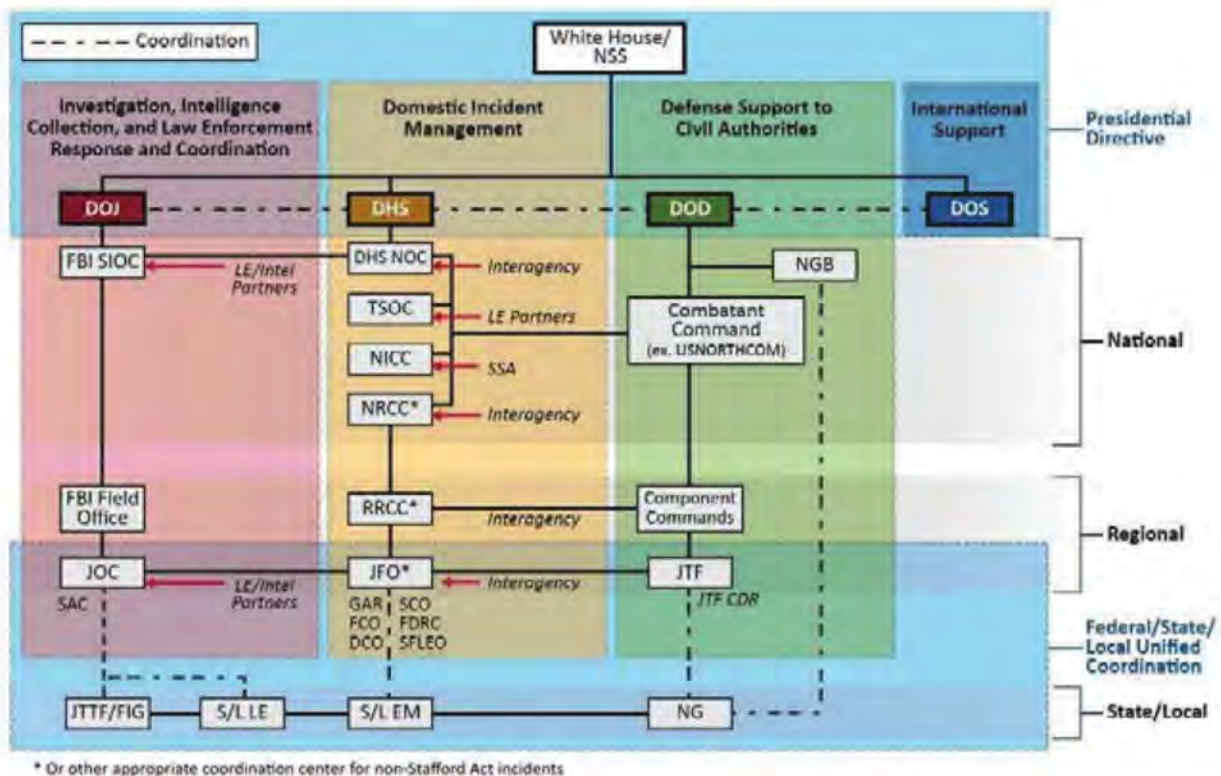 Coordination
White House/
NSS
Investigation, Intelligence
Collection, and Law Enforcement
Response and Coordination
Domestic Incident
Management
Defense Support to
Civil Authorities
International
Support
Presidential
Directive
DOJ
DHS
DOD
DOS
FBI SIOC
LE/Intel
Partners
DHS NOC
Interagency
NGB
TSOC
LE Partners
Combatant
Command
(ex. USNORTHCOM)
National
NICC
SSA
NRCC*
Interagency
FBI Field
Office
RRCC*
Interagency
Component
Commands
Regional
JOC
LE/Intel
Partners
SAC
JFO*
Interagency
JTF
JTF CDR
GAR SCO
FCO FDRC
DCO SFLEO
Federal/State/
Local Unified
Coordination
JTTF/FIG
S/L LE
S/L EM
NG
State/Local
* Or other appropriate coordination center for non-Stafford Act incidents